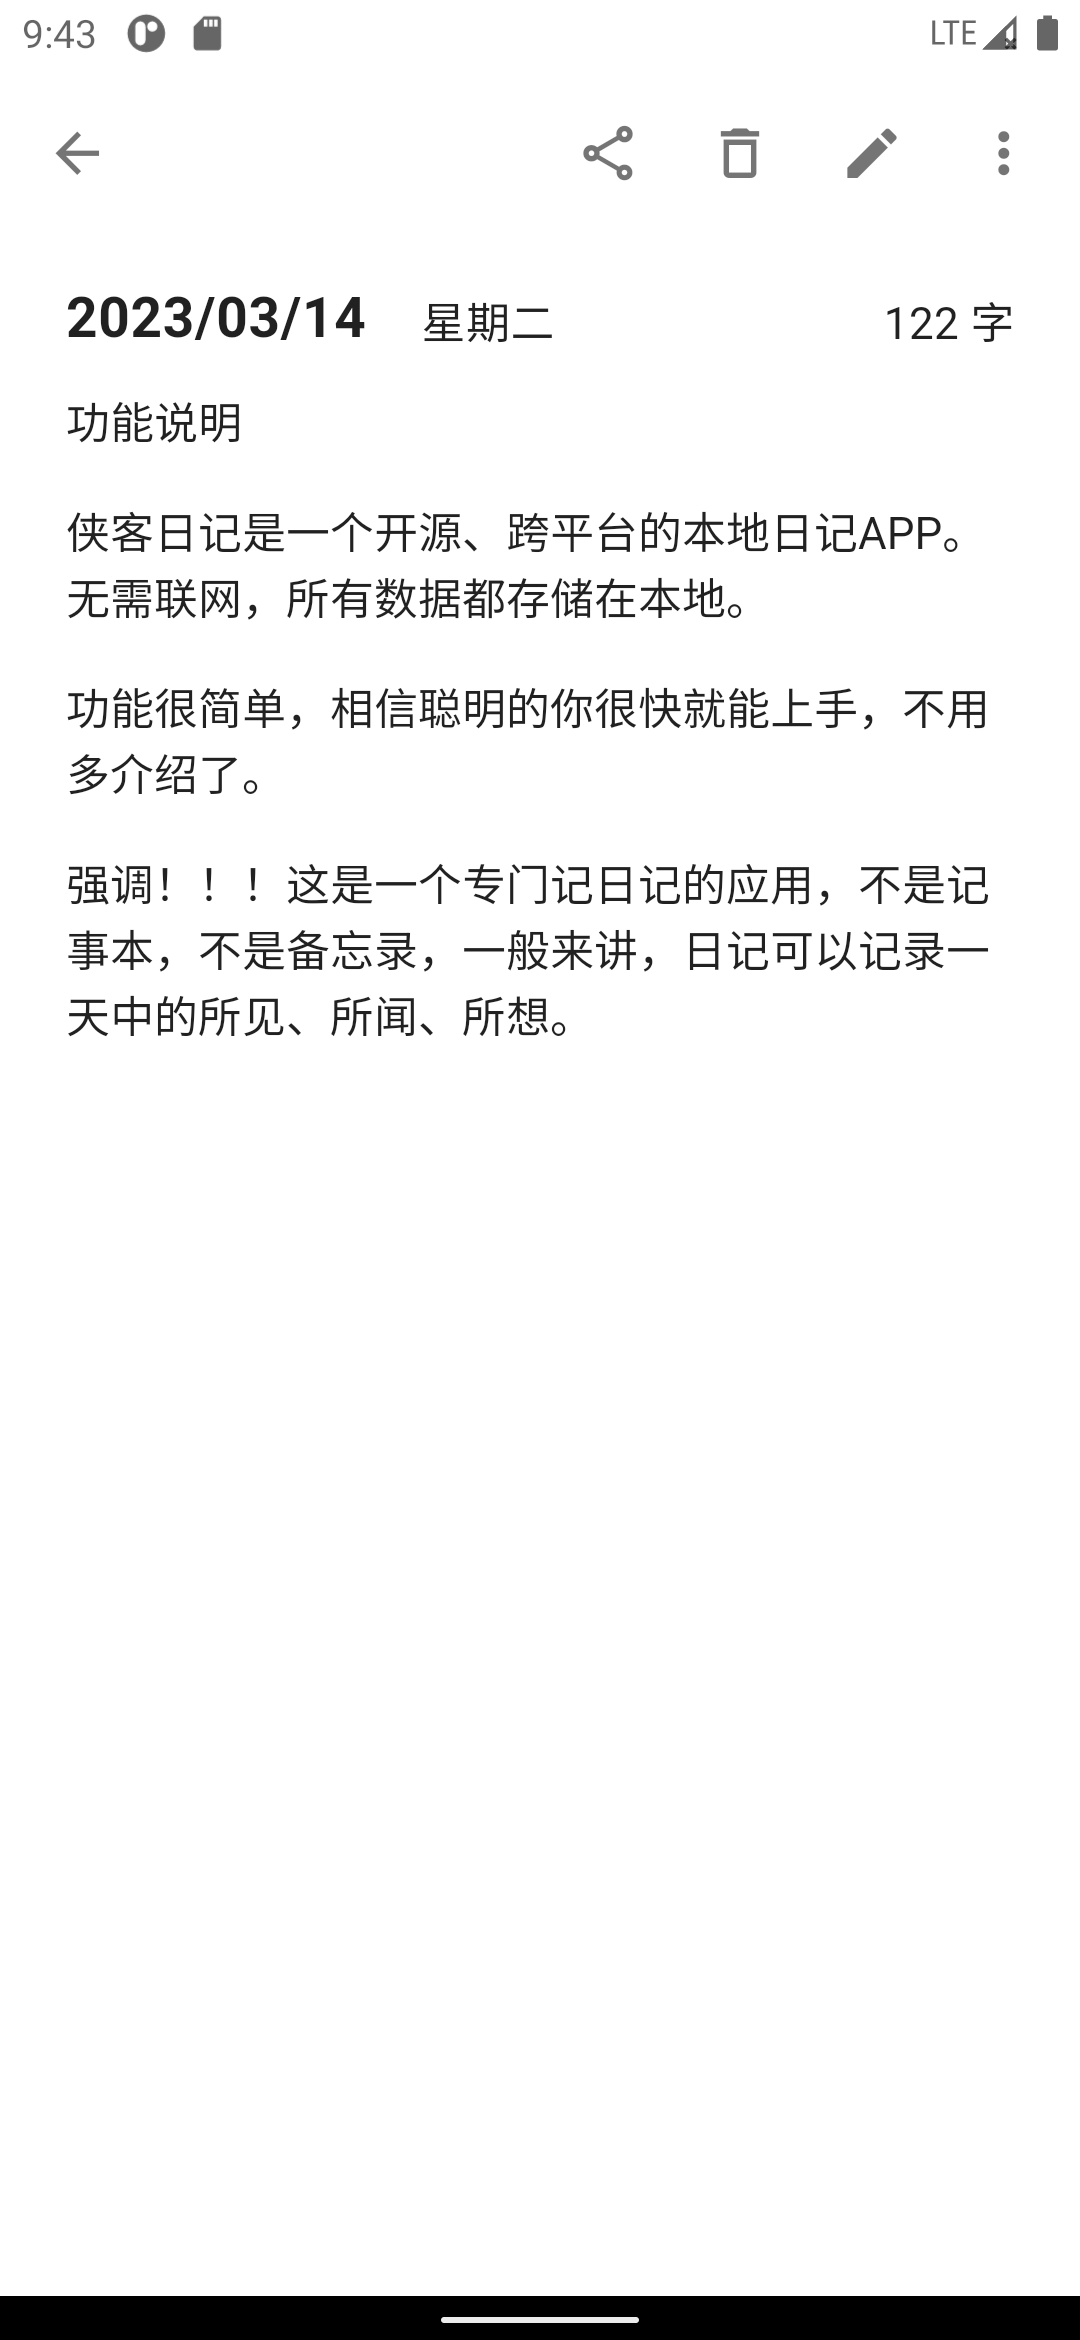 9:43
LTE
2023/03/14 星期二 122 字
功能说明
侠客日记是一个开源、跨平台的本地日记APP。
无需联网，所有数据都存储在本地。
功能很简单，相信聪明的你很快就能上手，不用
多介绍了。
强调！！！这是一个专门记日记的应用，不是记
事本，不是备忘录，一般来讲，日记可以记录一
天中的所见、所闻、所想。